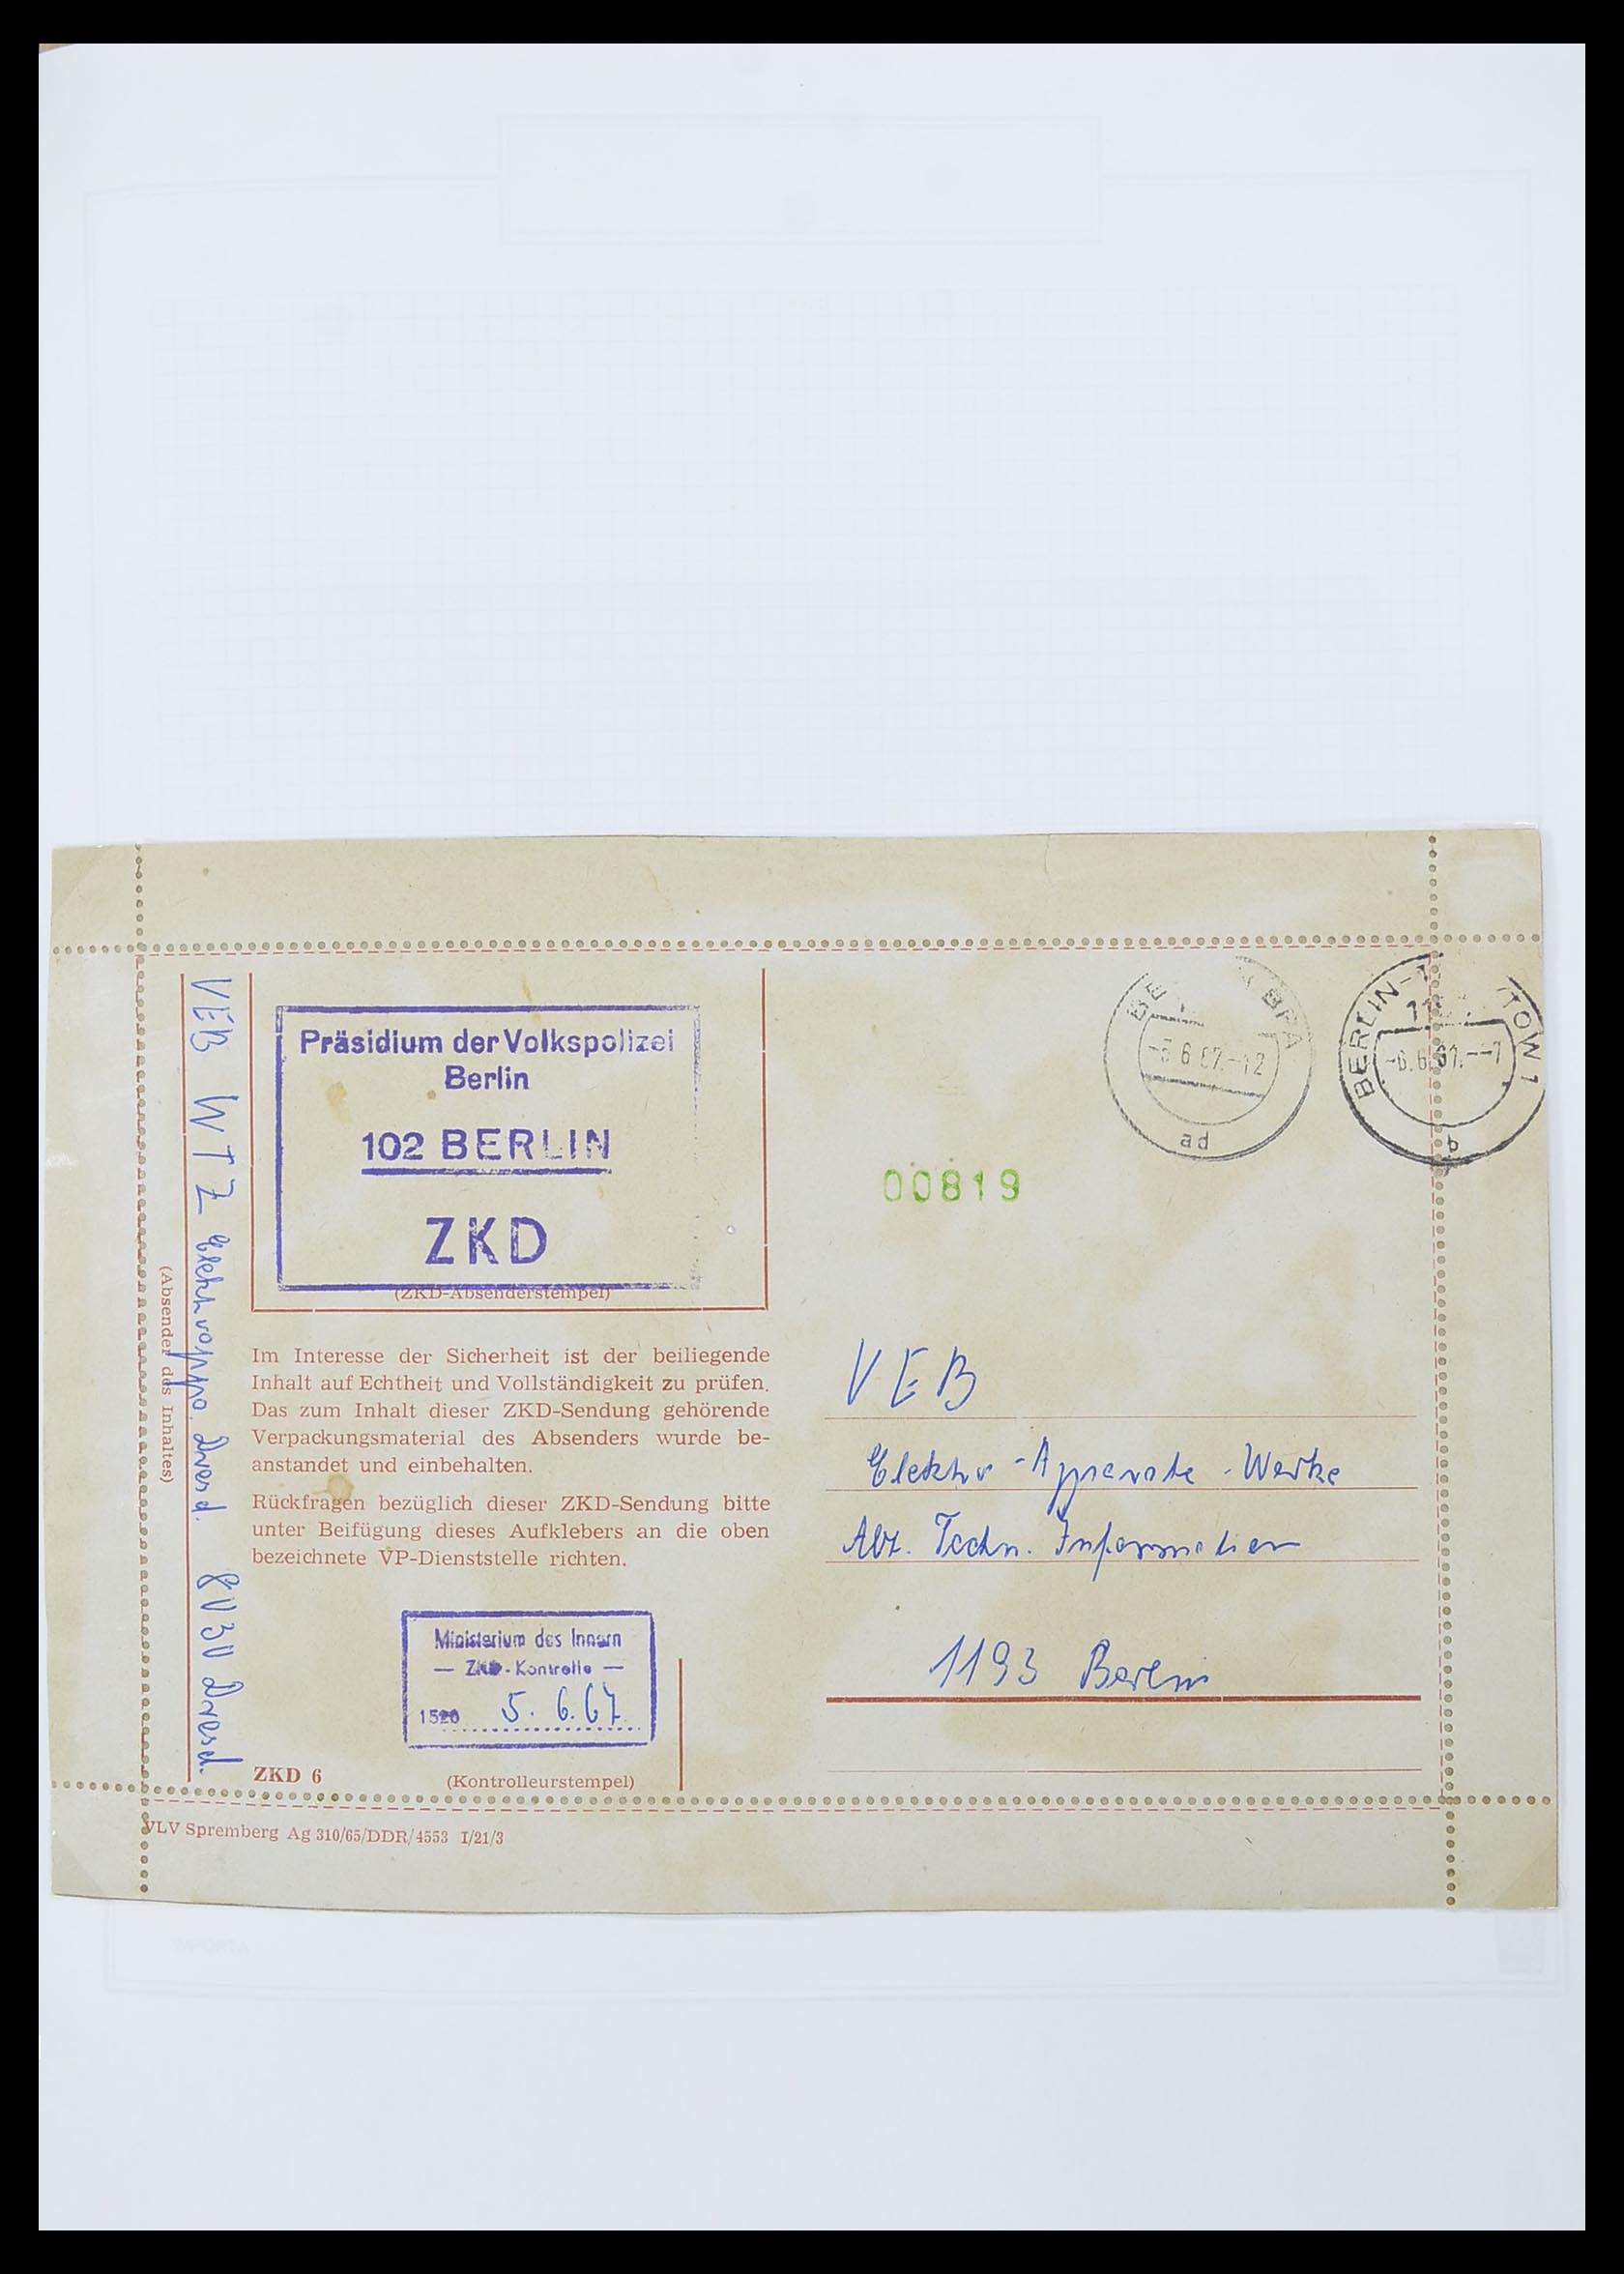 Präsidium der Volkspolizei
Berlin
102 BERLIN
ZKD
(ZKD-Absenderstempel)
VEB WTZ Elektroappa. Dresd. 8030 Dresd.
(Absender des Inhaltes)
Im Interesse der Sicherheit ist der beiliegende
Inhalt auf Echtheit und Vollständigkeit zu prüfen.
Das zum Inhalt dieser ZKD-Sendung gehörende
Verpackungsmaterial des Absenders wurde be-
anstandet und einbehalten.
Rückfragen bezüglich dieser ZKD-Sendung bitte
unter Beifügung dieses Aufklebers an die oben
bezeichnete VP-Dienststelle richten.
Ministerium des Innern
— ZKD-Kontrolle —
1520 5. 6. 67
ZKD 6
(Kontrolleurstempel)
VLV Spremberg Ag 310/65/DDR/4553 I/21/3
-5.6.67.-12
ad
BERLIN-
TOW 1
-6.6.67.--7
b
00819
VEB
Elektro-Apparate-Werke
Abt. Techn. Information
1193 Berlin